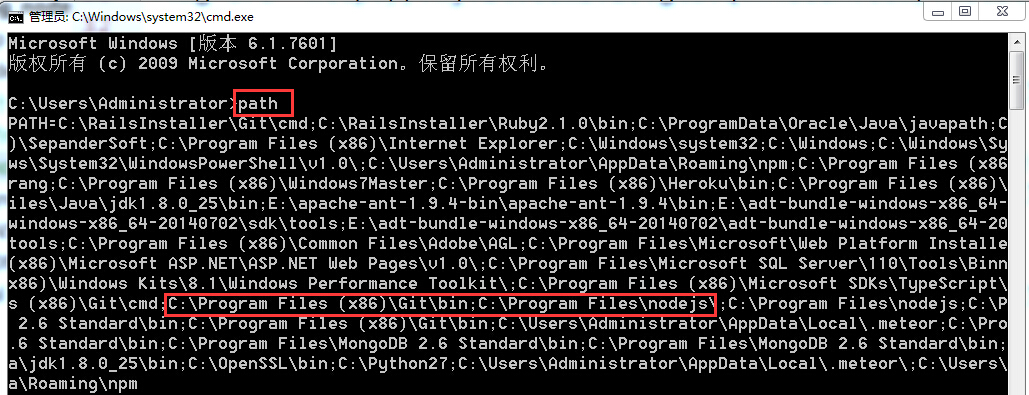 管理员: C:\Windows\system32\cmd.exe
Microsoft Windows [版本 6.1.7601]
版权所有 (c) 2009 Microsoft Corporation。保留所有权利。
C:\Users\Administrator>path
PATH=C:\RailsInstaller\Git\cmd;C:\RailsInstaller\Ruby2.1.0\bin;C:\ProgramData\Oracle\Java\javapath;C
)\SepanderSoft;C:\Program Files (x86)\Internet Explorer;C:\Windows\system32;C:\Windows;C:\Windows\Sy
ws\System32\WindowsPowerShell\v1.0\;C:\Users\Administrator\AppData\Roaming\npm;C:\Program Files (x86
rang;C:\Program Files (x86)\Windows7Master;C:\Program Files (x86)\Heroku\bin;C:\Program Files (x86)\
iles\Java\jdk1.8.0_25\bin;E:\apache-ant-1.9.4-bin\apache-ant-1.9.4\bin;E:\adt-bundle-windows-x86_64-
windows-x86_64-20140702\sdk\tools;E:\adt-bundle-windows-x86_64-20140702\adt-bundle-windows-x86_64-20
tools;C:\Program Files (x86)\Common Files\Adobe\AGL;C:\Program Files\Microsoft\Web Platform Installe
(x86)\Microsoft ASP.NET\ASP.NET Web Pages\v1.0\;C:\Program Files\Microsoft SQL Server\110\Tools\Binn
x86)\Windows Kits\8.1\Windows Performance Toolkit\;C:\Program Files (x86)\Microsoft SDKs\TypeScript\
s (x86)\Git\cmd;C:\Program Files (x86)\Git\bin;C:\Program Files\nodejs\;C:\Program Files\nodejs;C:\P
2.6 Standard\bin;C:\Program Files (x86)\Git\bin;C:\Users\Administrator\AppData\Local\.meteor;C:\Pro
.6 Standard\bin;C:\Program Files\MongoDB 2.6 Standard\bin;C:\Program Files\MongoDB 2.6 Standard\bin;
a\jdk1.8.0_25\bin;C:\OpenSSL\bin;C:\Python27;C:\Users\Administrator\AppData\Local\.meteor\;C:\Users\
a\Roaming\npm